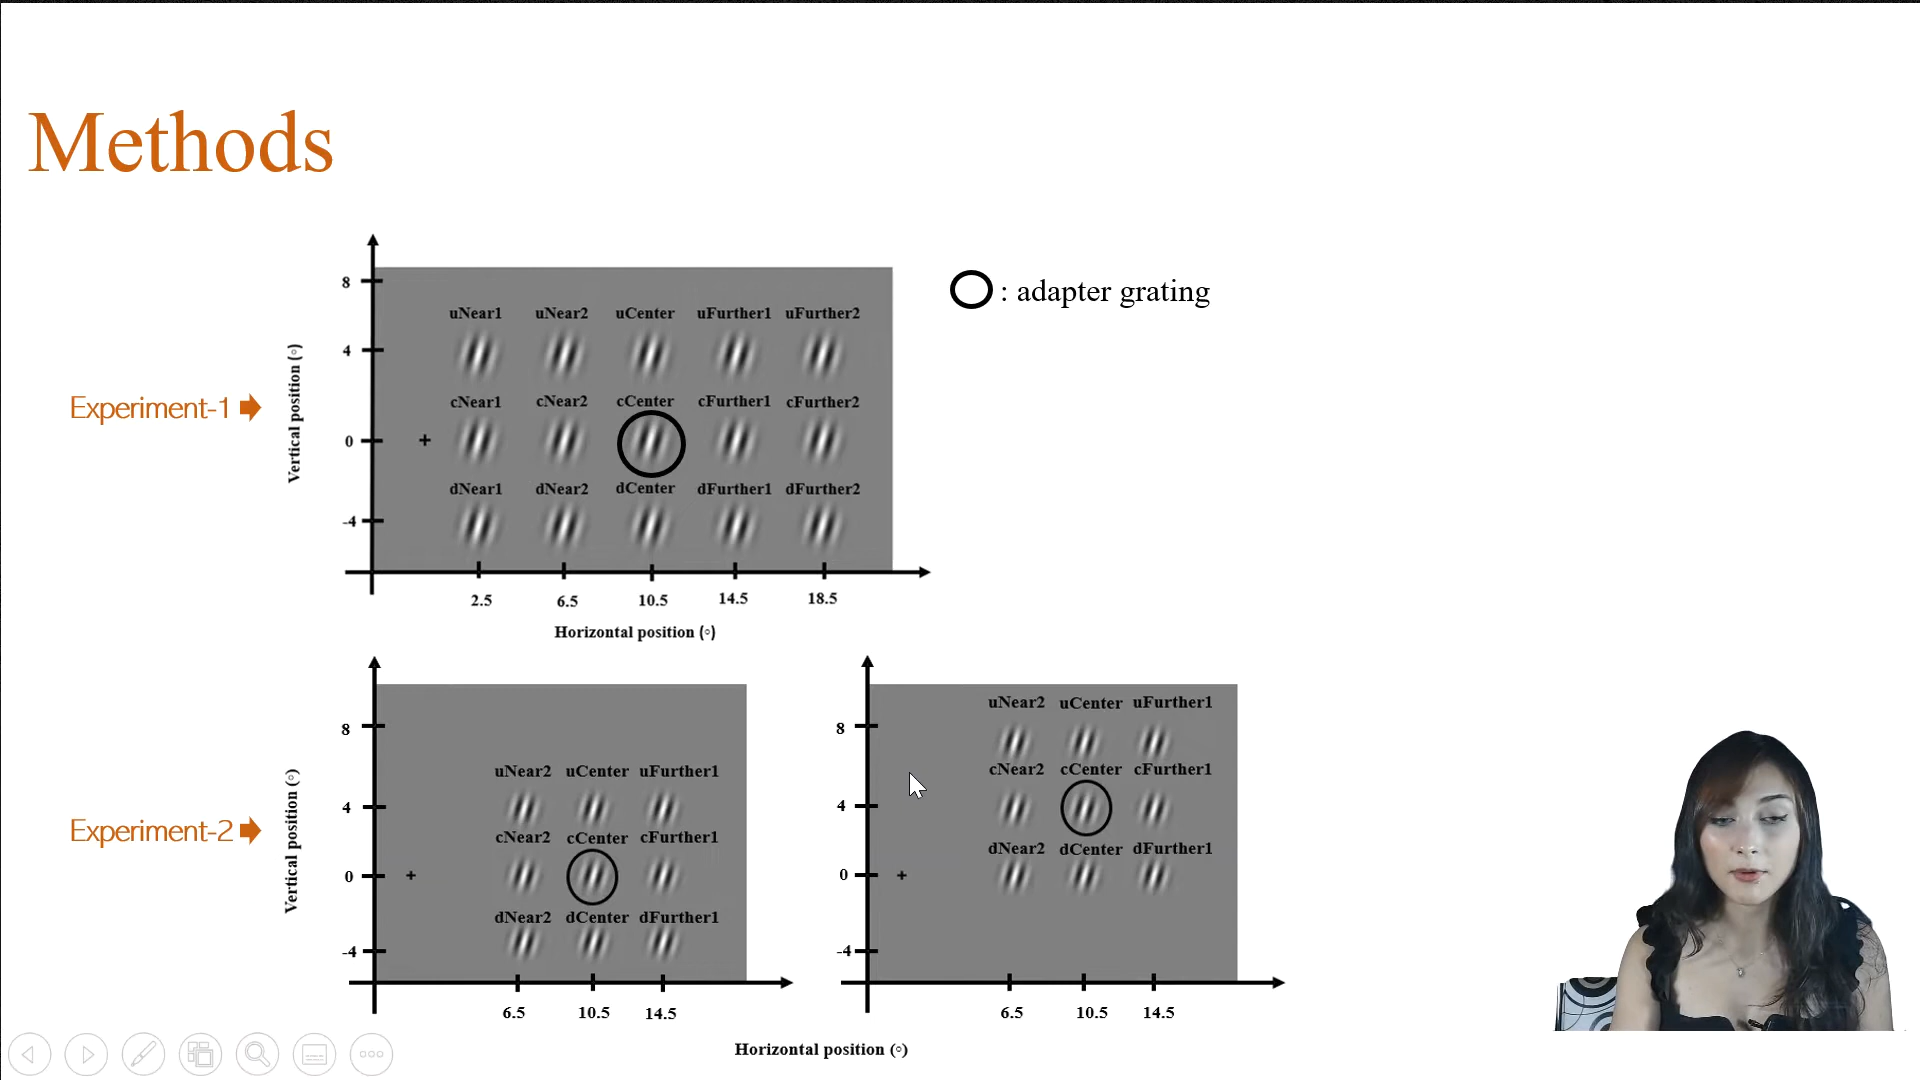 Methods
Experiment-1
Vertical position (°)
8
4
0
-4
uNear1 uNear2 uCenter uFurther1 uFurther2
cNear1 cNear2 cCenter cFurther1 cFurther2
+
dNear1 dNear2 dCenter dFurther1 dFurther2
2.5 6.5 10.5 14.5 18.5
Horizontal position (°)
: adapter grating
Experiment-2
Vertical position (°)
8
4
0
-4
uNear2 uCenter uFurther1
cNear2 cCenter cFurther1
+
dNear2 dCenter dFurther1
6.5 10.5 14.5
8
4
0
-4
uNear2 uCenter uFurther1
cNear2 cCenter cFurther1
dNear2 dCenter dFurther1
+
6.5 10.5 14.5
Horizontal position (°)